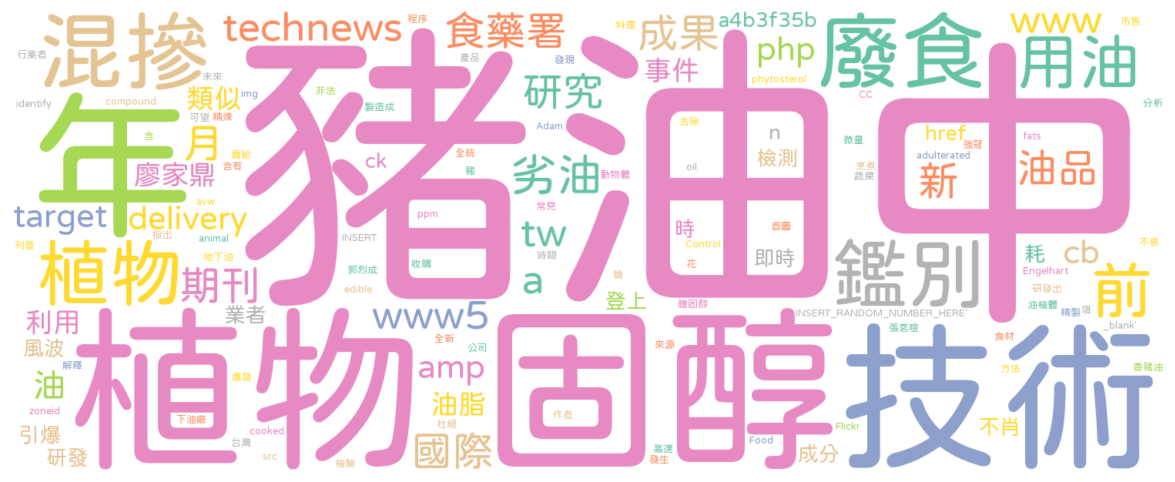 豬油中
植物固醇
技術
混摻
年
廢食
用油
鑑別
植物
technews
食藥署
成果
a4b3f35b
php
www
事件
研究
劣油
類似
月
廖家鼎
target
delivery
期刊
tw
a
ck
新
油品
href
檢測
n
時
即時
耗
cb
前
登上
利用
業者
www5
amp
風波
油
油脂
國際
引爆
研發
成分
不肖
程序
料理
市售
行業者
未來
產品
發現
phytosterol
CC
分析
identify
compound
可望
精煉
img
非法
製造成
Adam
去除
微量
強冠
fats
adulterated
烹煮
蔬菜
含
賣給
含有
全統
豬
動物體
oil
avw
常見
ppm
首圖
刊登
指出
animal
地下油
INSERT
時間
Control
花
不易
郭烈成
收購
edible
驗
Engelhart
研發出
膽固醇
油檢體
精製
項
INSERT_RANDOM_NUMBER_HERE'
_blank'
張茗喧
解釋
爆發
全新
公司
來源
食材
方法
香豬油
zoneid
下油廠
作者
杜絕
cooked
台灣
src
檢驗
高達
發生
Food
Flickr